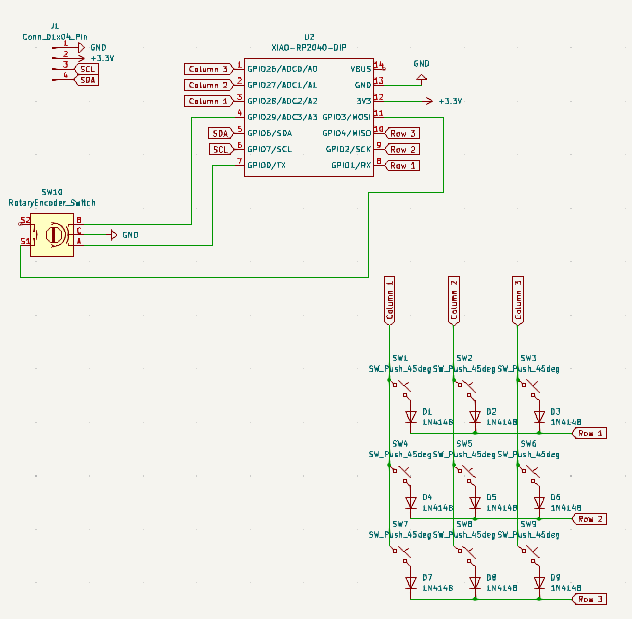 J1
Conn_01x04_Pin
1 GND
2 +3.3V
3 SCL
4 SDA
U2
XIAO-RP2040-DIP
Column 3 1 GPIO26/ADC0/A0 VBUS 14
Column 2 2 GPIO27/ADC1/A1 GND 13 GND
Column 1 3 GPIO28/ADC2/A2 3V3 12 +3.3V
4 GPIO29/ADC3/A3 GPIO3/MOSI 11
SDA 5 GPIO6/SDA GPIO4/MISO 10 Row 3
SCL 6 GPIO7/SCL GPIO2/SCK 9 Row 2
7 GPIO0/TX GPIO1/RX 8 Row 1
SW10
RotaryEncoder_Switch
S2 B
C GND
S1 A
Column 1 Column 2 Column 3
SW1 SW2 SW3
SW_Push_45deg SW_Push_45deg SW_Push_45deg
D1 D2 D3
1N4148 1N4148 1N4148
Row 1
SW4 SW5 SW6
SW_Push_45deg SW_Push_45deg SW_Push_45deg
D4 D5 D6
1N4148 1N4148 1N4148
Row 2
SW7 SW8 SW9
SW_Push_45deg SW_Push_45deg SW_Push_45deg
D7 D8 D9
1N4148 1N4148 1N4148
Row 3